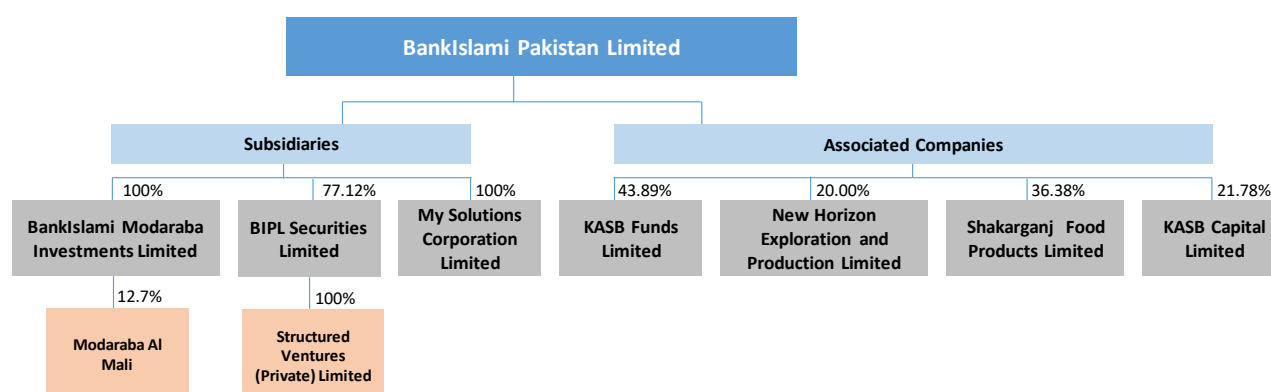 BankIslami Pakistan Limited
Subsidiaries
Associated Companies
100%
77.12%
100%
43.89%
20.00%
36.38%
21.78%
BankIslami Modaraba
Investments Limited
BIPL Securities
Limited
My Solutions
Corporation
Limited
KASB Funds
Limited
New Horizon
Exploration and
Production Limited
Shakarganj Food
Products Limited
KASB Capital
Limited
12.7%
100%
Modaraba Al
Mali
Structured
Ventures
(Private) Limited